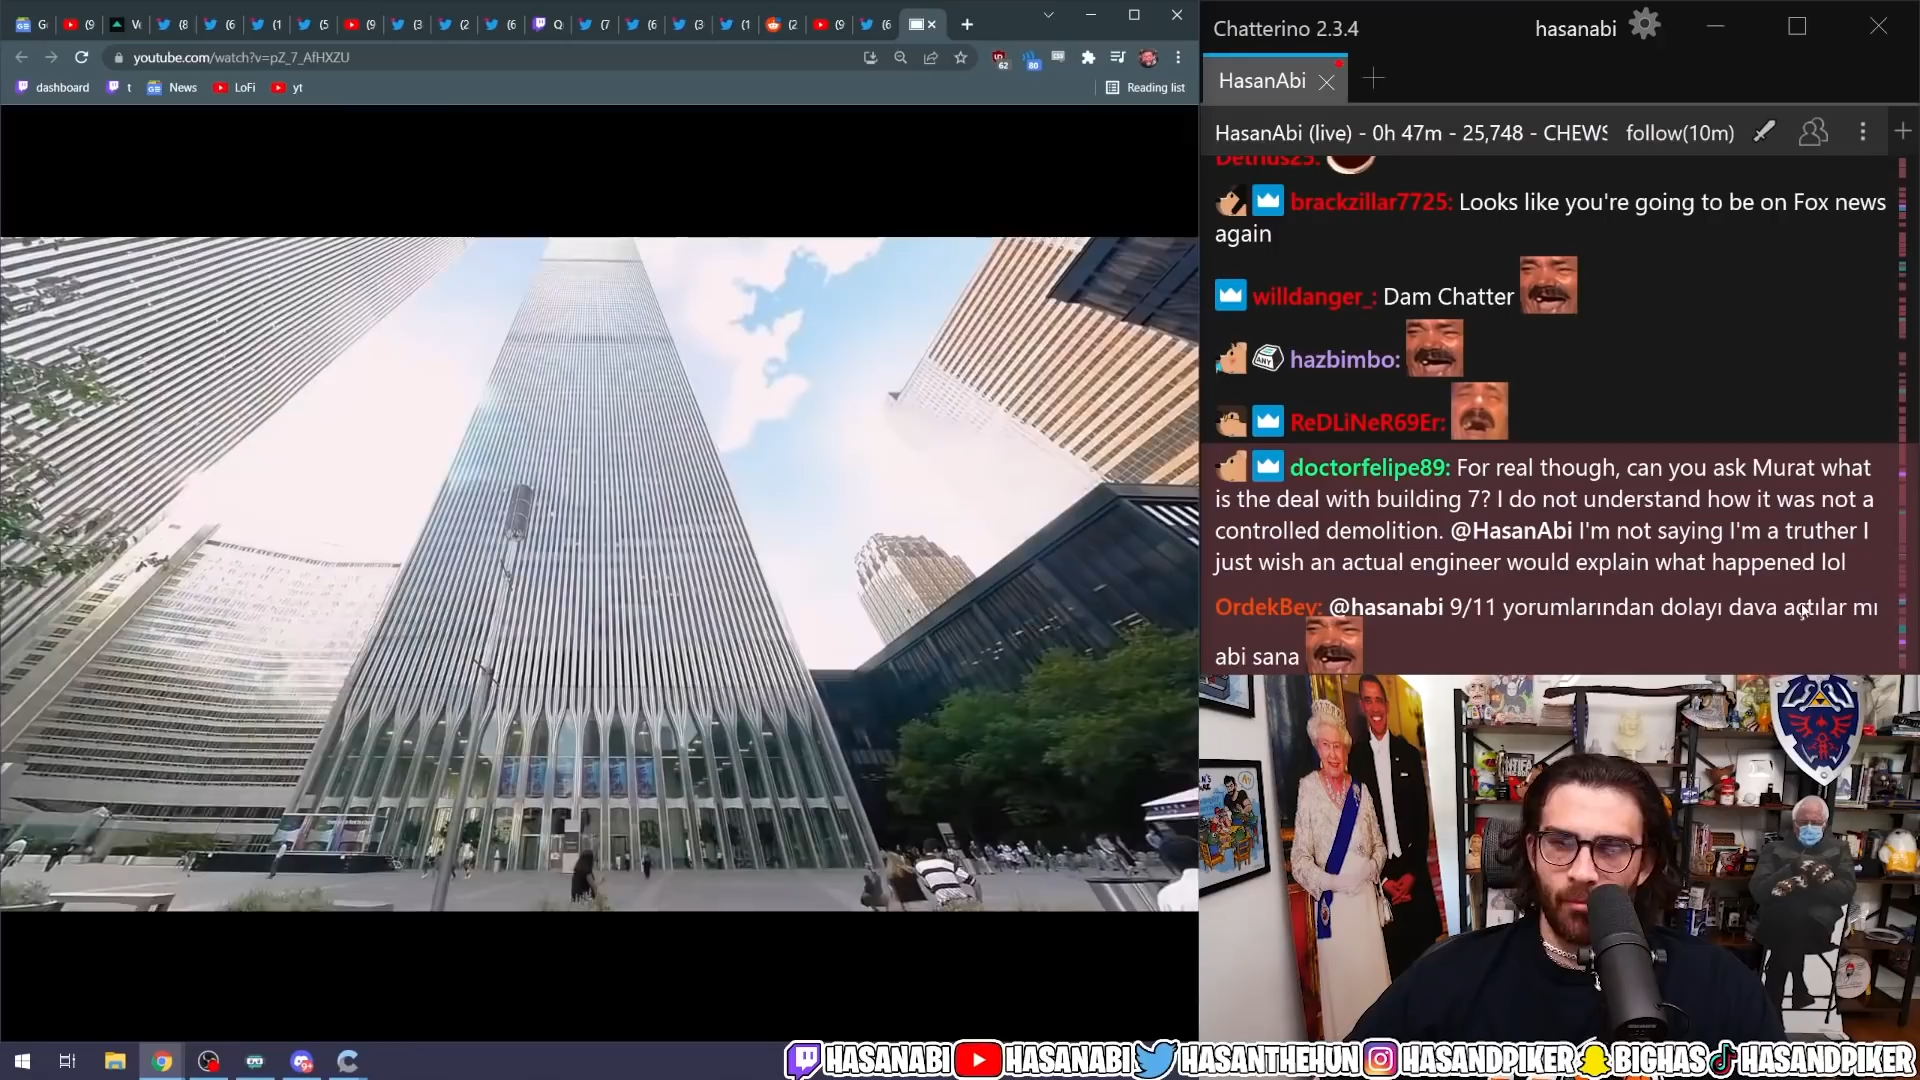 youtube.com/watch?v=pZ_7_AfHXZU
62
80
dashboard
t
News
LoFi
yt
Reading list
Chatterino 2.3.4
hasanabi
HasanAbi
HasanAbi (live) - 0h 47m - 25,748 - CHEWS
follow(10m)
Detrius25:
brackzillar7725: Looks like you're going to be on Fox news
again
willdanger_: Dam Chatter
ANY
hazbimbo:
ReDLiNeR69Er:
doctorfelipe89: For real though, can you ask Murat what
is the deal with building 7? I do not understand how it was not a
controlled demolition. @HasanAbi I'm not saying I'm a truther I
just wish an actual engineer would explain what happened lol
OrdekBey: @hasanabi 9/11 yorumlarından dolayı dava açtılar mı
abi sana
HASANABI
HASANABI
HASANTHEHUN
HASANDPIKER
BIGHAS
HASANDPIKER